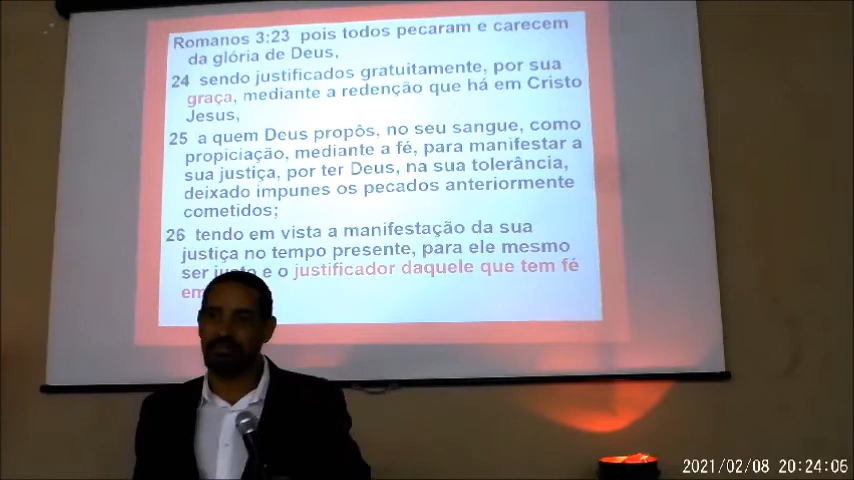 Romanos 3:23 pois todos pecaram e carecem
da glória de Deus,
24 sendo justificados gratuitamente, por sua
graça, mediante a redenção que há em Cristo
Jesus,
25 a quem Deus propôs, no seu sangue, como
propiciação, mediante a fé, para manifestar a
sua justiça, por ter Deus, na sua tolerância,
deixado impunes os pecados anteriormente
cometidos;
26 tendo em vista a manifestação da sua
justiça no tempo presente, para ele mesmo
ser justo e o justificador daquele que tem fé
em
2021/02/08 20:24:06